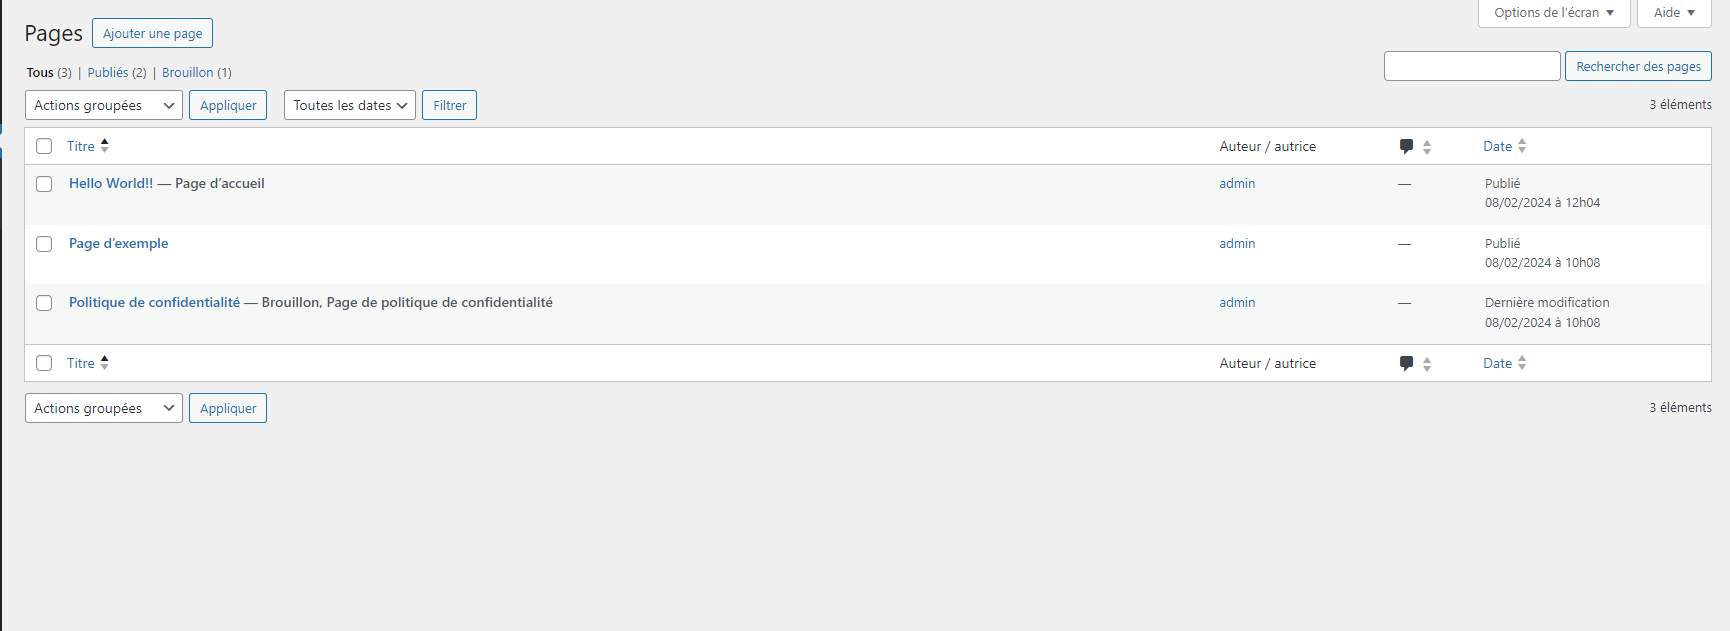 Options de l'écran ▼ Aide ▼
Pages Ajouter une page
Tous (3) | Publiés (2) | Brouillon (1)
Rechercher des pages
Actions groupées Appliquer Toutes les dates Filtrer 3 éléments
Titre Auteur / autrice Date
Hello World!! — Page d’accueil admin — Publié
08/02/2024 à 12h04
Page d’exemple admin — Publié
08/02/2024 à 10h08
Politique de confidentialité — Brouillon, Page de politique de confidentialité admin — Dernière modification
08/02/2024 à 10h08
Titre Auteur / autrice Date
Actions groupées Appliquer 3 éléments